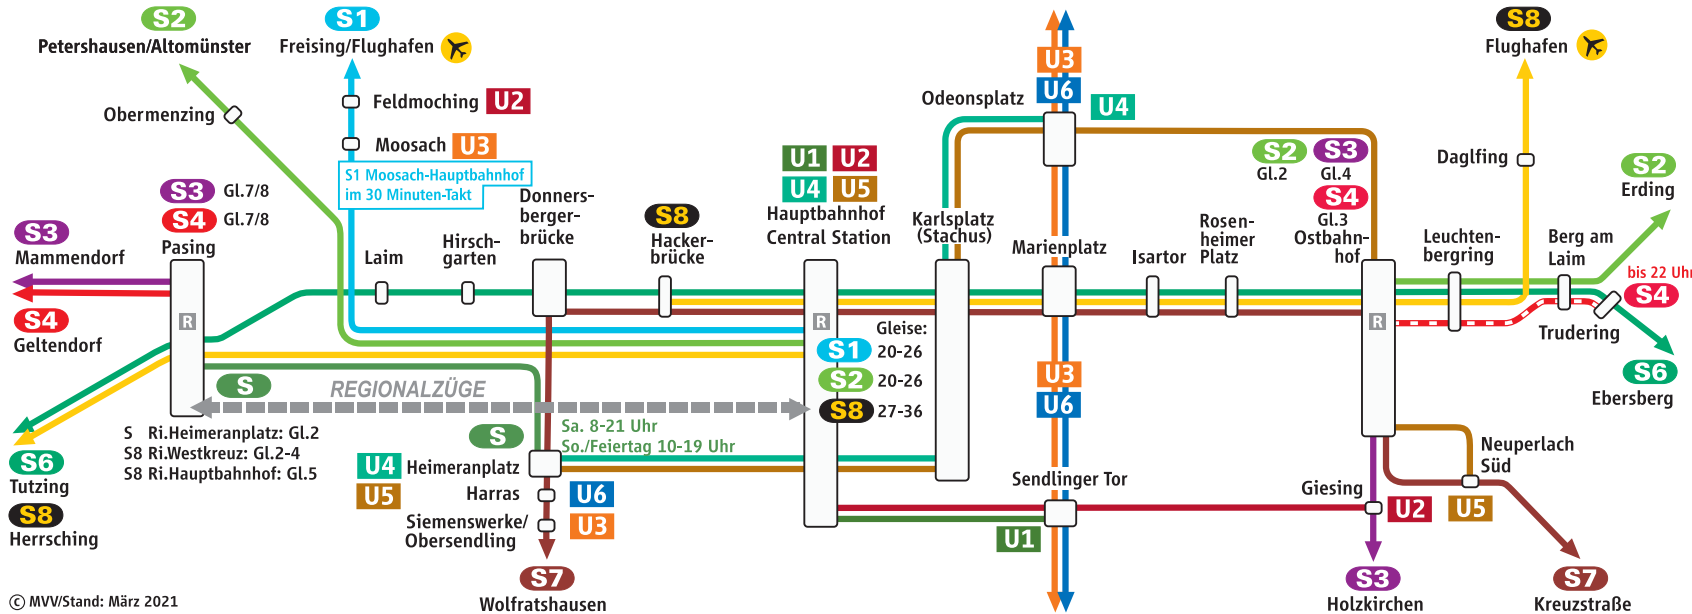 S2
Petershausen/Altomünster
S1
Freising/Flughafen
S8
Flughafen
U3
U6
Feldmoching U2
Obermenzing
Moosach U3
S1 Moosach-Hauptbahnhof
im 30 Minuten-Takt
Odeonsplatz
U4
Daglfing
S2
Erding
S3 Gl.7/8
S4 Gl.7/8
Pasing
S3
Mammendorf
S4
Geltendorf
Laim
Hirsch-
garten
Donners-
berger-
brücke
S8
Hacker-
brücke
U1 U2
U4 U5
Hauptbahnhof
Central Station
Karlsplatz
(Stachus)
Marienplatz
Isartor
Rosen-
heimer
Platz
S2 S3
Gl.2 Gl.4
S4
Gl.3
Ostbahn-
hof
Leuchten-
bergring
Berg am
Laim
bis 22 Uhr
S4
Trudering
S6
Ebersberg
R
R
R
Gleise:
S1 20-26
S2 20-26
S8 27-36
S
REGIONALZÜGE
U3
U6
S Ri.Heimeranplatz: Gl.2
S8 Ri.Westkreuz: Gl.2-4
S8 Ri.Hauptbahnhof: Gl.5
S
Sa. 8-21 Uhr
So./Feiertag 10-19 Uhr
S6
Tutzing
S8
Herrsching
U4
U5
Heimeranplatz
Harras U6
Siemenswerke/
Obersendling
U3
S7
Wolfratshausen
Sendlinger Tor
U1
Giesing
U2
Neuperlach
Süd
U5
S3
Holzkirchen
S7
Kreuzstraße
© MVV/Stand: März 2021